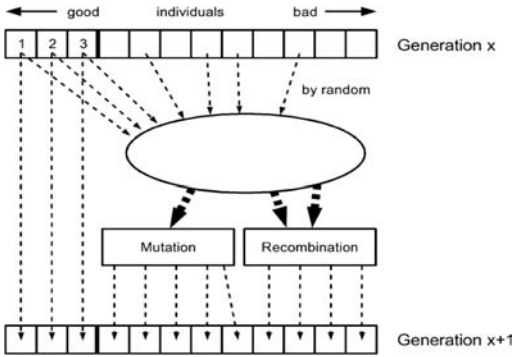 good individuals bad
1 2 3 Generation x
by random
Mutation Recombination
Generation x+1